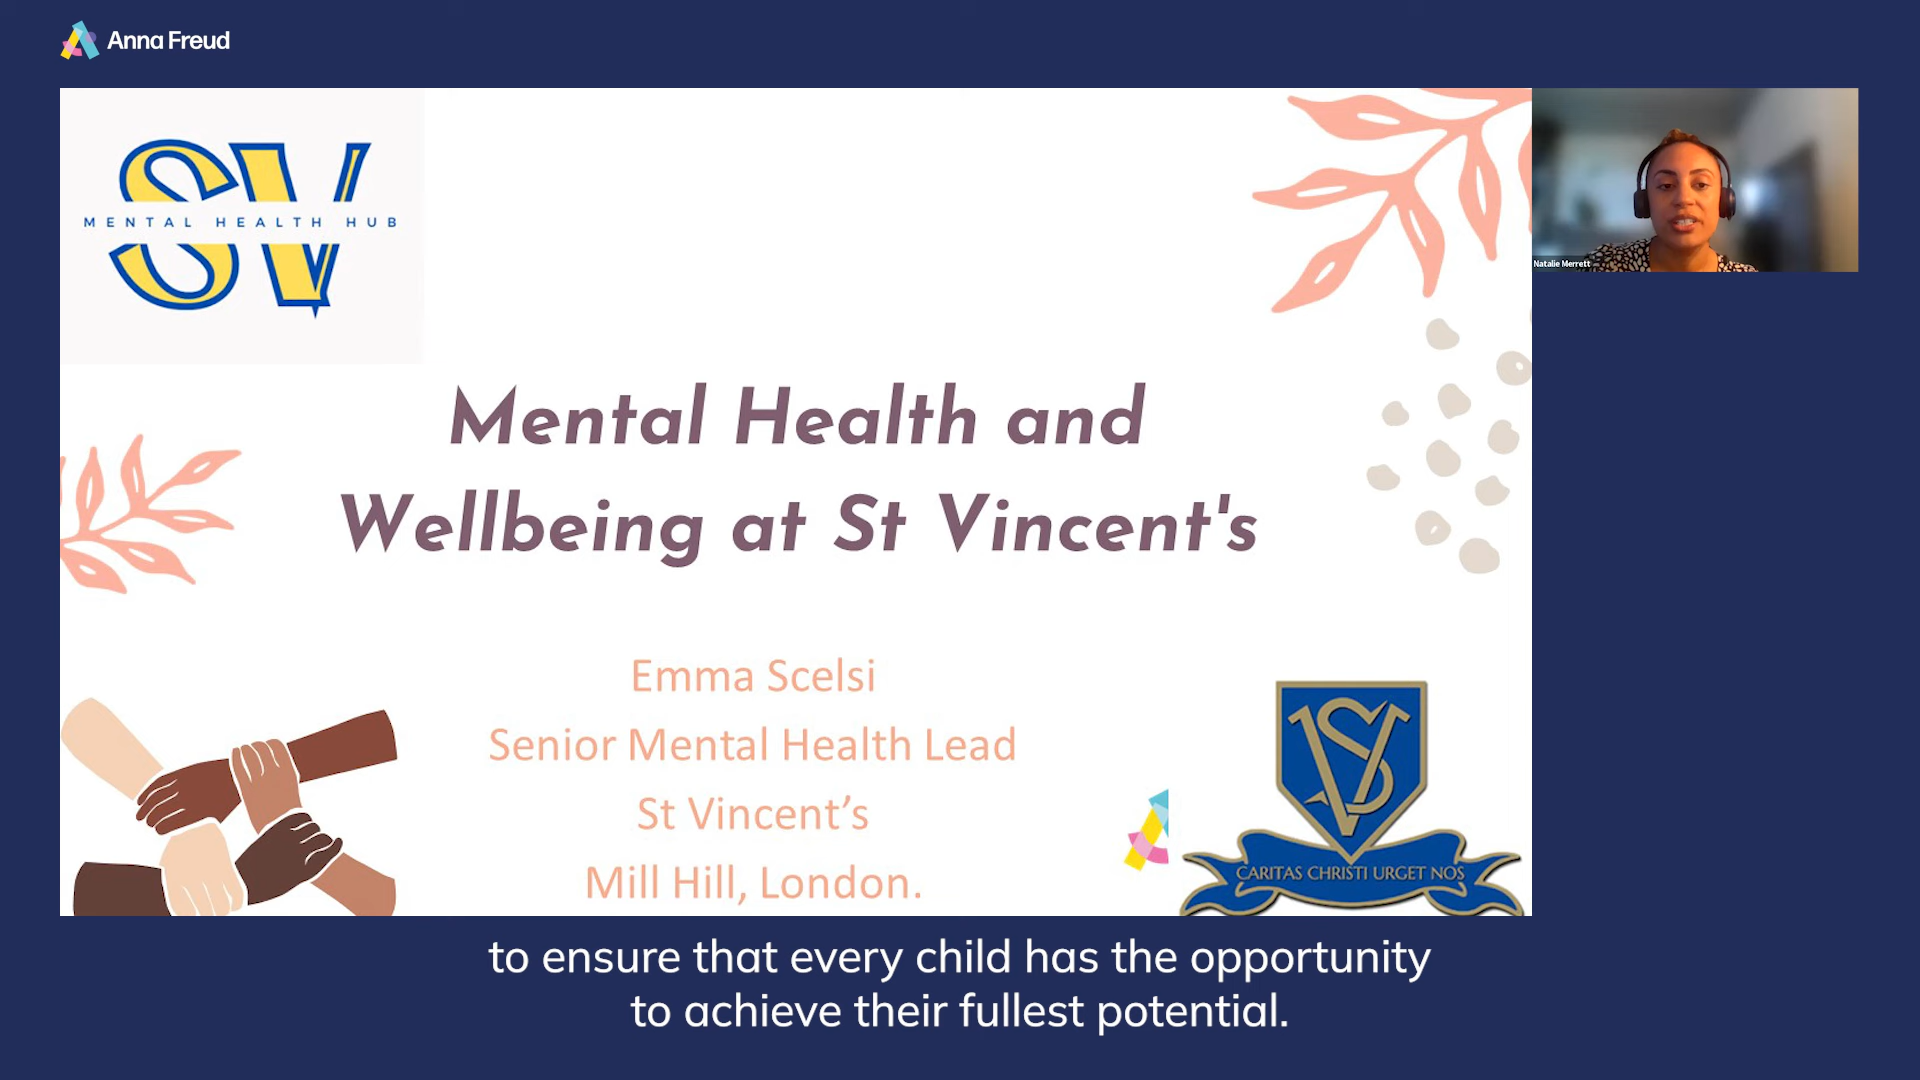 Anna Freud
SV
MENTAL HEALTH HUB
Natalie Merrett
Mental Health and
Wellbeing at St Vincent's
Emma Scelsi
Senior Mental Health Lead
St Vincent’s
Mill Hill, London.
SV
CARITAS CHRISTI URGET NOS
to ensure that every child has the opportunity
to achieve their fullest potential.